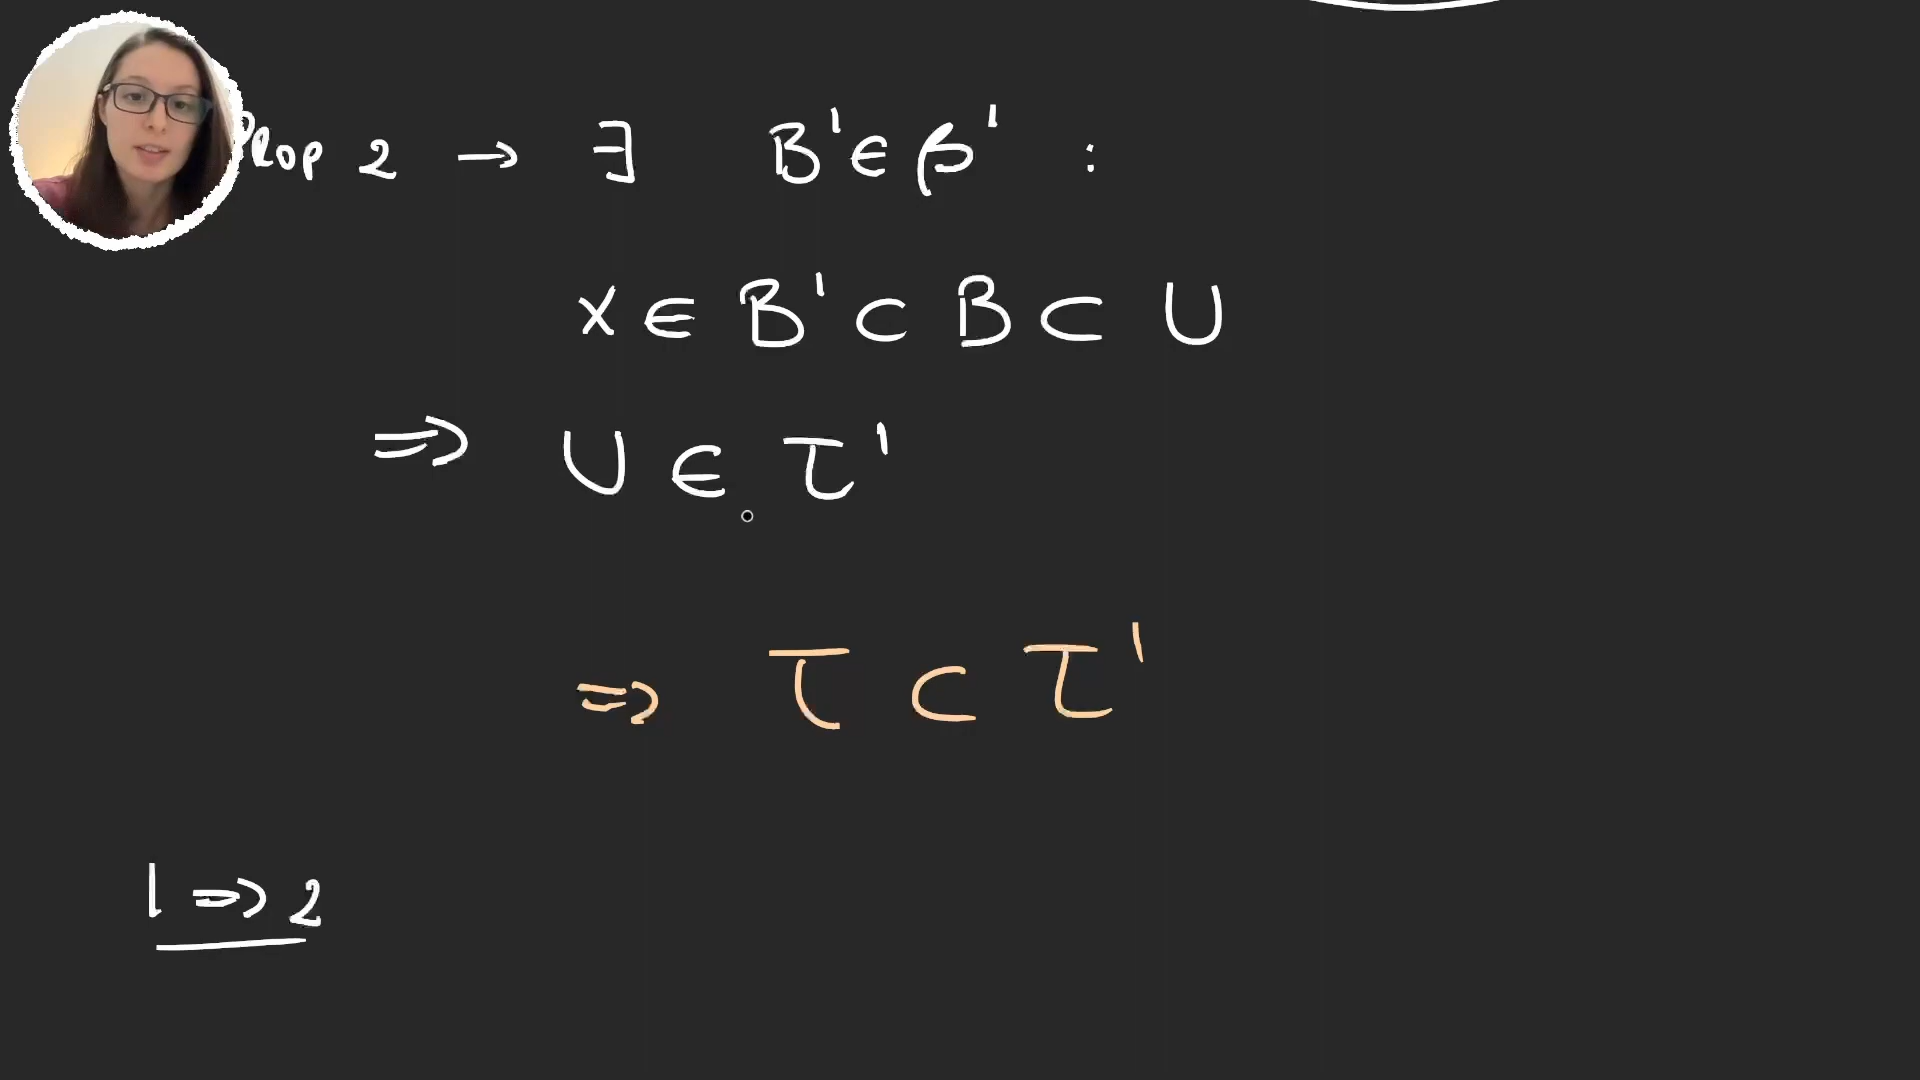 Prop 2 → ∃ B' ∈ β' :
x ∈ B' ⊂ B ⊂ U
⇒ U ∈ τ'
⇒ τ ⊂ τ'
1 ⇒ 2